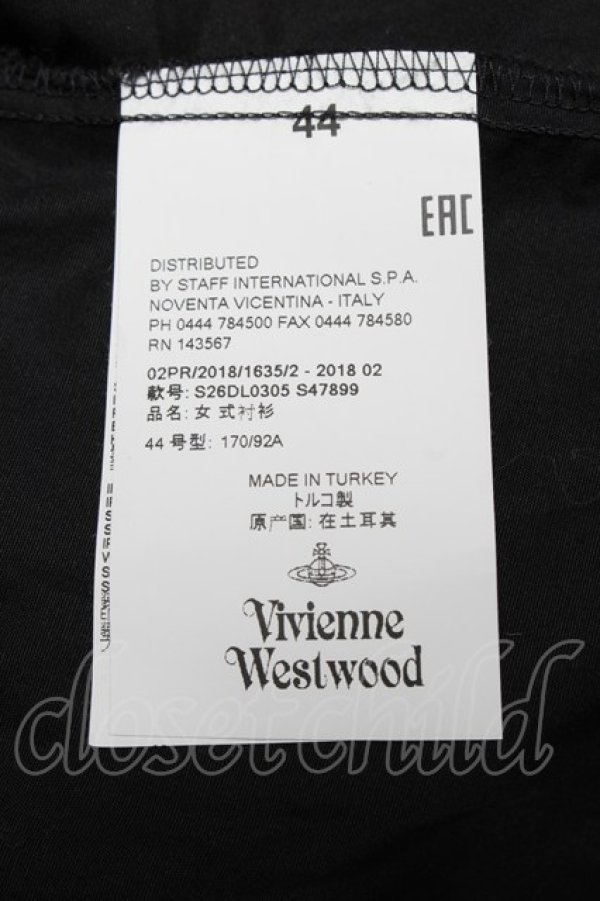 44
EAC
DISTRIBUTED
BY STAFF INTERNATIONAL S.P.A.
NOVENTA VICENTINA - ITALY
PH 0444 784500 FAX 0444 784580
RN 143567
02PR/2018/1635/2 - 2018 02
款号: S26DL0305 S47899
品名: 女 式衬衫
44 号型: 170/92A
MADE IN TURKEY
トルコ製
原产国: 在土耳其
Vivienne
Westwood
closet child